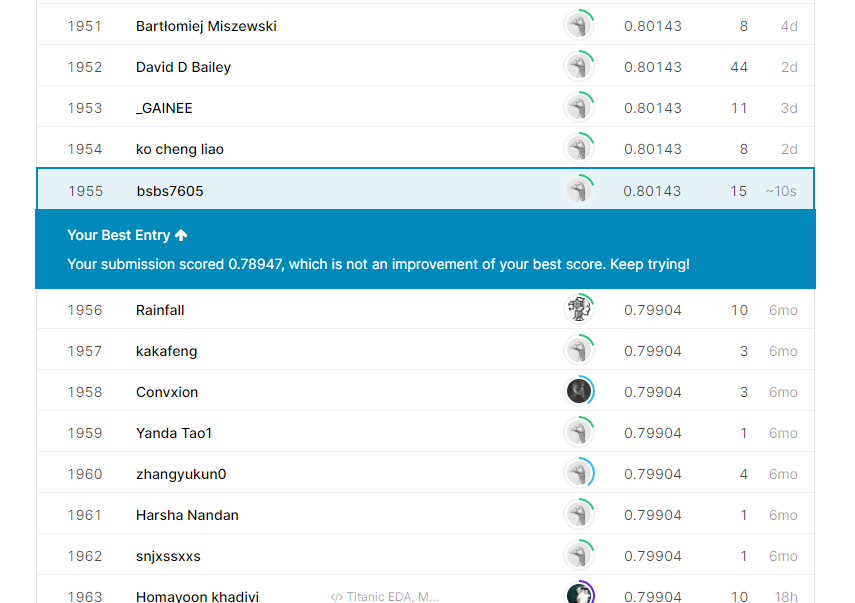 1951 Bartłomiej Miszewski 0.80143 8 4d
1952 David D Bailey 0.80143 44 2d
1953 _GAINEE 0.80143 11 3d
1954 ko cheng liao 0.80143 8 2d
1955 bsbs7605 0.80143 15 ~10s
Your Best Entry
Your submission scored 0.78947, which is not an improvement of your best score. Keep trying!
1956 Rainfall 0.79904 10 6mo
1957 kakafeng 0.79904 3 6mo
1958 Convxion 0.79904 3 6mo
1959 Yanda Tao1 0.79904 1 6mo
1960 zhangyukun0 0.79904 4 6mo
1961 Harsha Nandan 0.79904 1 6mo
1962 snjxssxxs 0.79904 1 6mo
1963 Homayoon khadivi </> Titanic EDA, M... 0.79904 10 18h